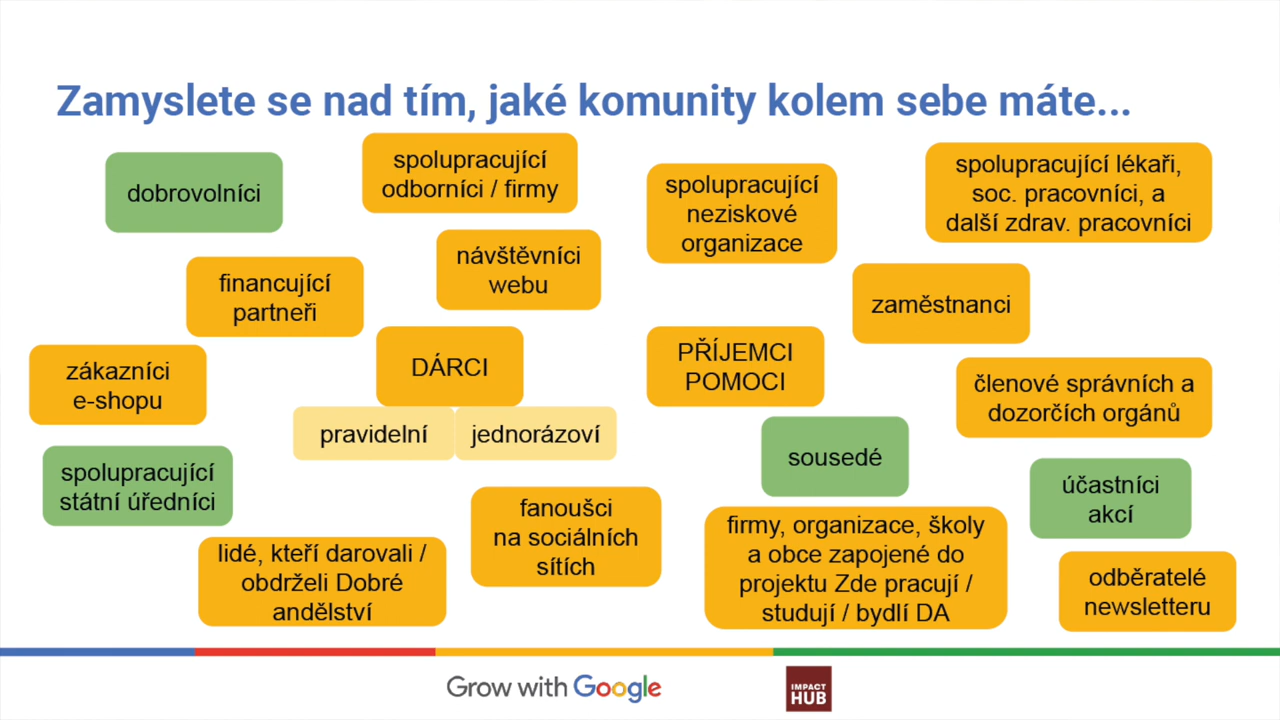 Zamyslete se nad tím, jaké komunity kolem sebe máte...
dobrovolníci
spolupracující
odborníci / firmy
spolupracující
neziskové
organizace
spolupracující lékaři,
soc. pracovníci, a
další zdrav. pracovníci
financující
partneři
návštěvníci
webu
zaměstnanci
zákazníci
e-shopu
DÁRCI
pravidelní
jednorázoví
PŘÍJEMCI
POMOCI
členové správních a
dozorčích orgánů
spolupracující
státní úředníci
sousedé
účastníci
akcí
lidé, kteří darovali /
obdrželi Dobré
andělství
fanoušci
na sociálních
sítích
firmy, organizace, školy
a obce zapojené do
projektu Zde pracují /
studují / bydlí DA
odběratelé
newsletteru
Grow with Google
IMPACT
HUB